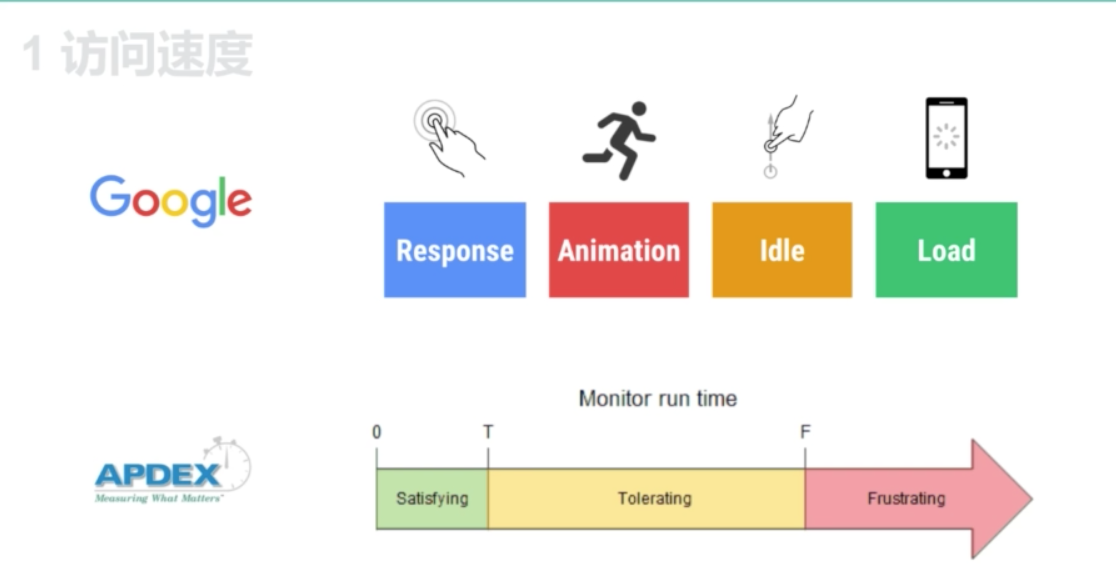 1 访问速度
Google
Response
Animation
Idle
Load
Monitor run time
0
T
F
APDEX
Measuring What Matters™
Satisfying
Tolerating
Frustrating